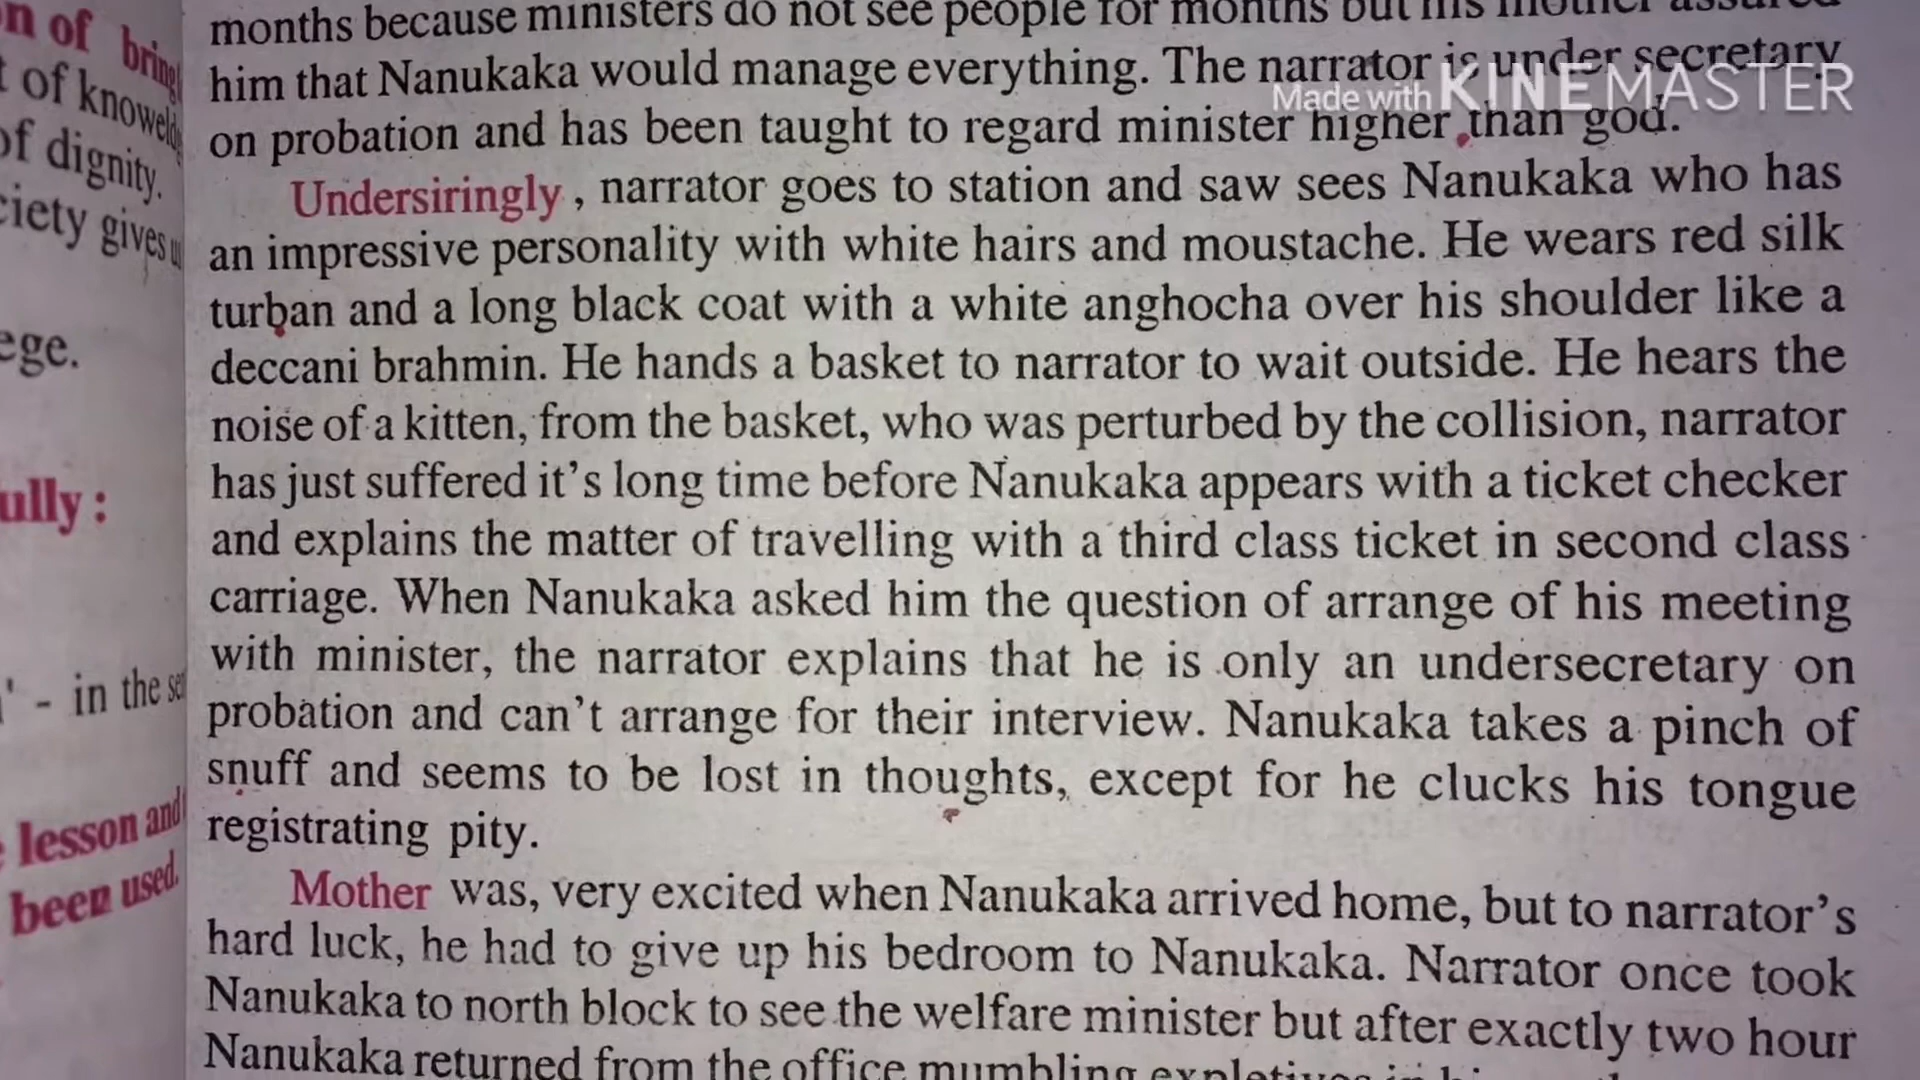 n of bring
t of knoweld
of dignity.
ciety gives
ege.
ully :
' - in the se
lesson and
been used.
months because ministers do not see people for months but his mother assured
him that Nanukaka would manage everything. The narrator is under secretary
Made with KINEMASTER
on probation and has been taught to regard minister higher than god.
Undersiringly , narrator goes to station and saw sees Nanukaka who has
an impressive personality with white hairs and moustache. He wears red silk
turban and a long black coat with a white anghocha over his shoulder like a
deccani brahmin. He hands a basket to narrator to wait outside. He hears the
noise of a kitten, from the basket, who was perturbed by the collision, narrator
has just suffered it's long time before Nanukaka appears with a ticket checker
and explains the matter of travelling with a third class ticket in second class
carriage. When Nanukaka asked him the question of arrange of his meeting
with minister, the narrator explains that he is only an undersecretary on
probation and can't arrange for their interview. Nanukaka takes a pinch of
snuff and seems to be lost in thoughts, except for he clucks his tongue
registrating pity.
Mother was, very excited when Nanukaka arrived home, but to narrator's
hard luck, he had to give up his bedroom to Nanukaka. Narrator once took
Nanukaka to north block to see the welfare minister but after exactly two hour
Nanukaka returned from the office mumbling expletives in